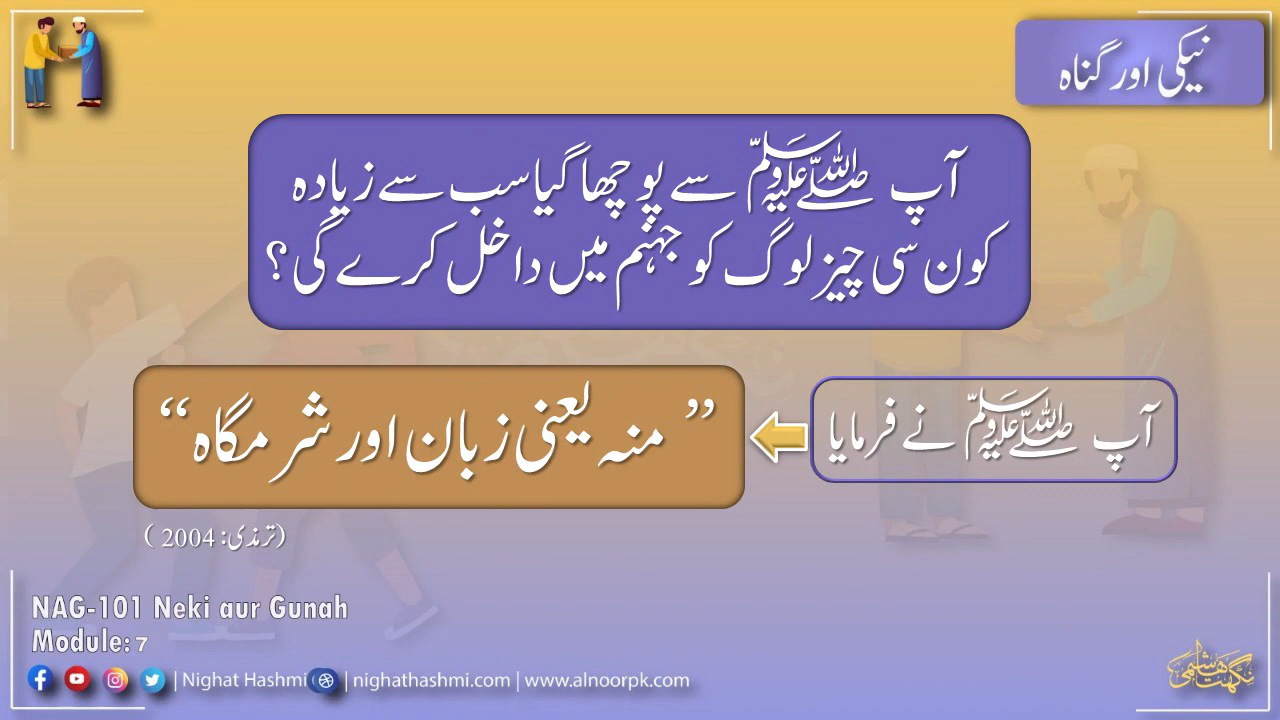 نیکی اور گناہ
آپ ﷺ سے پوچھا گیا سب سے زیادہ
کون سی چیز لوگ کو جہنم میں داخل کرے گی؟
آپ ﷺ نے فرمایا
” منہ یعنی زبان اور شرمگاہ “
(ترمذی: 2004 )
NAG-101 Neki aur Gunah
Module: 7
| Nighat Hashmi | nighathashmi.com | www.alnoorpk.com
نگہت ہاشمی